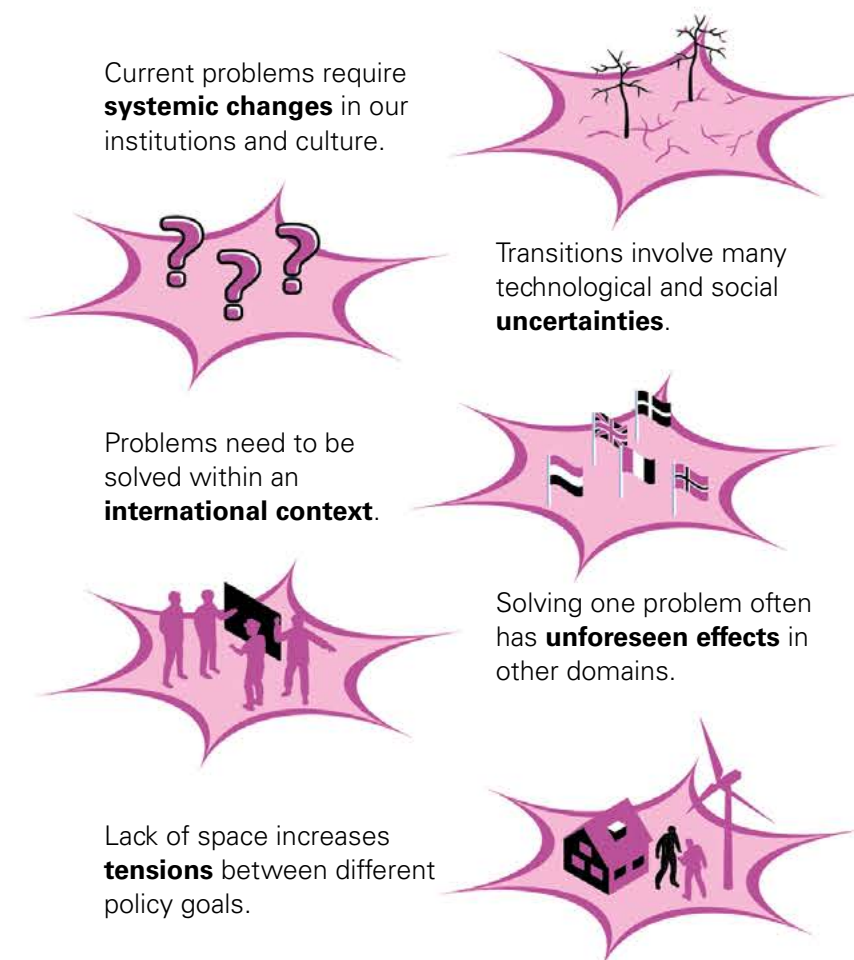 Current problems require
systemic changes in our
institutions and culture.
Transitions involve many
technological and social
uncertainties.
Problems need to be
solved within an
international context.
Solving one problem often
has unforeseen effects in
other domains.
Lack of space increases
tensions between different
policy goals.